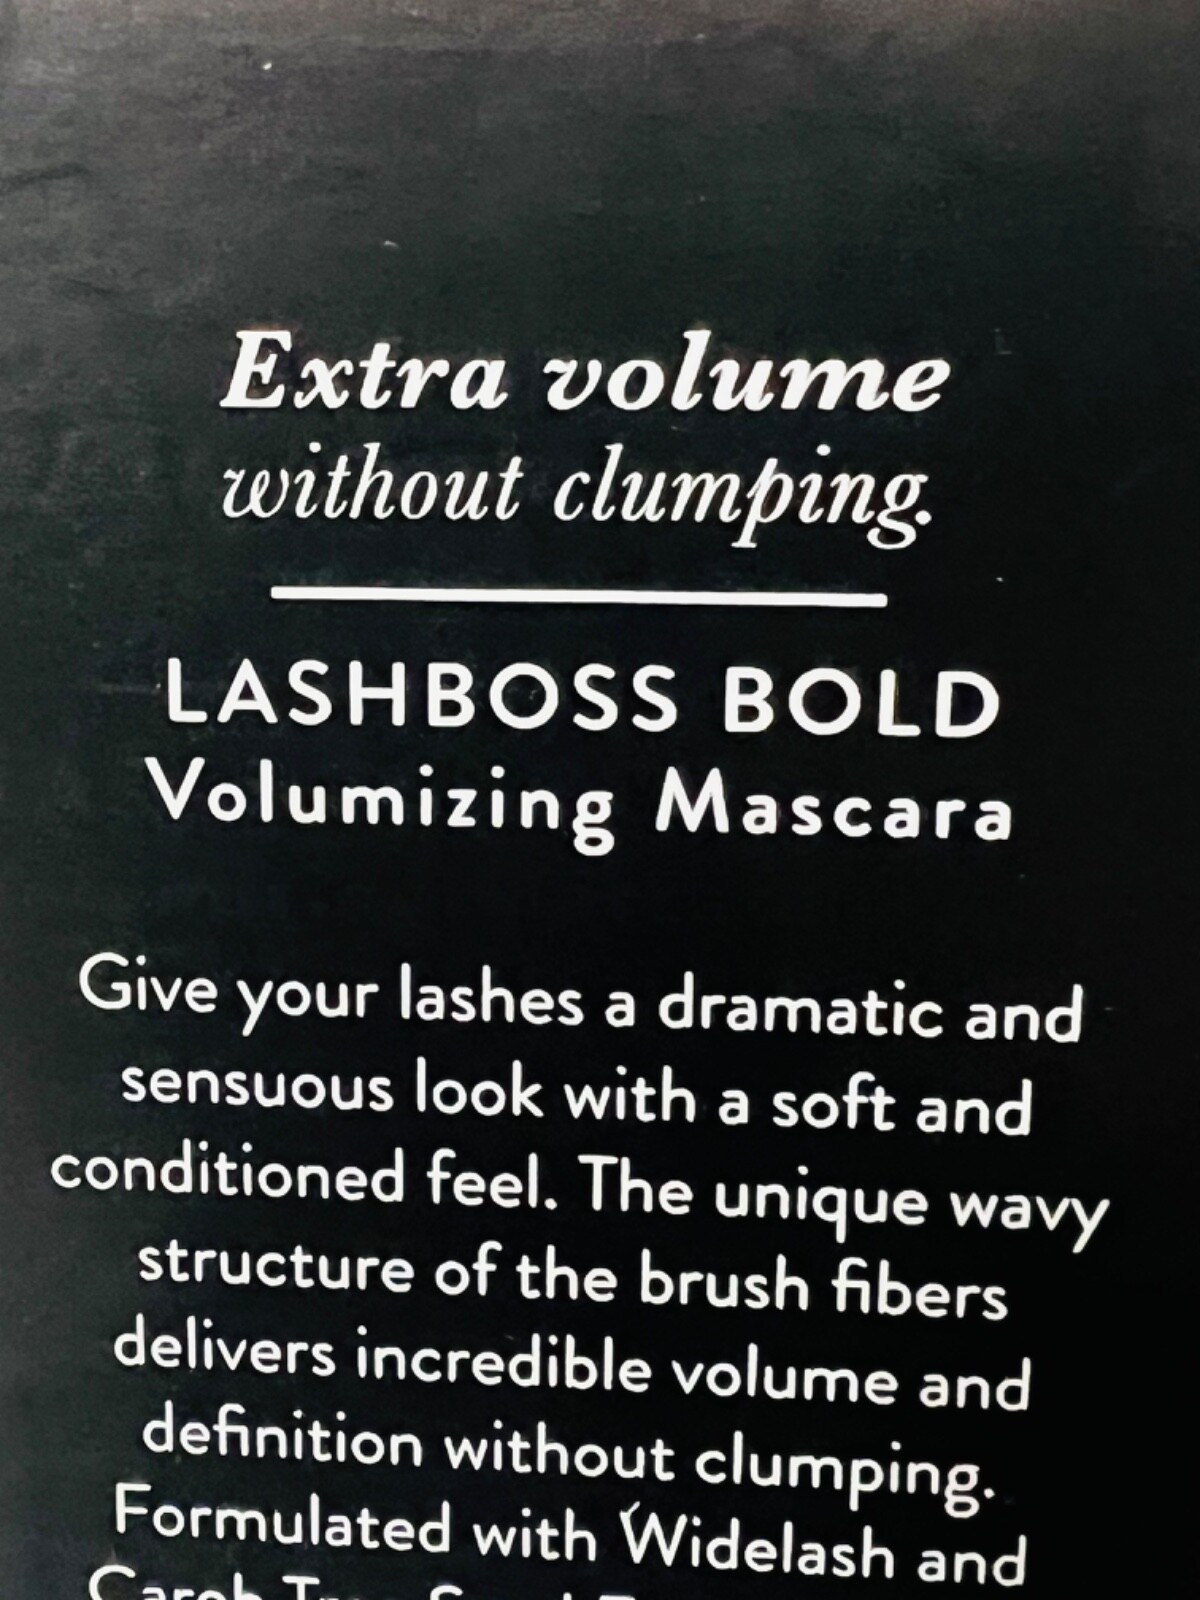 Extra volume
without clumping.
LASHBOSS BOLD
Volumizing Mascara
Give your lashes a dramatic and
sensuous look with a soft and
conditioned feel. The unique wavy
structure of the brush fibers
delivers incredible volume and
definition without clumping.
Formulated with Widelash and
Carob Tree